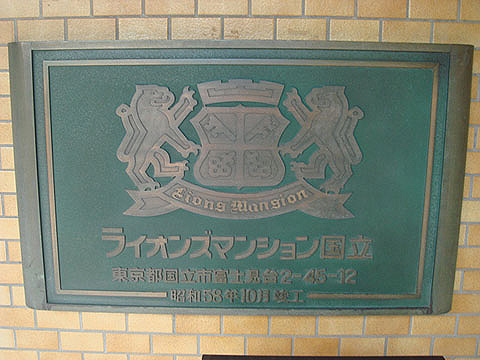 Lions Mansion
ライオンズマンション国立
東京都国立市富士見台2-45-12
昭和58年10月竣工